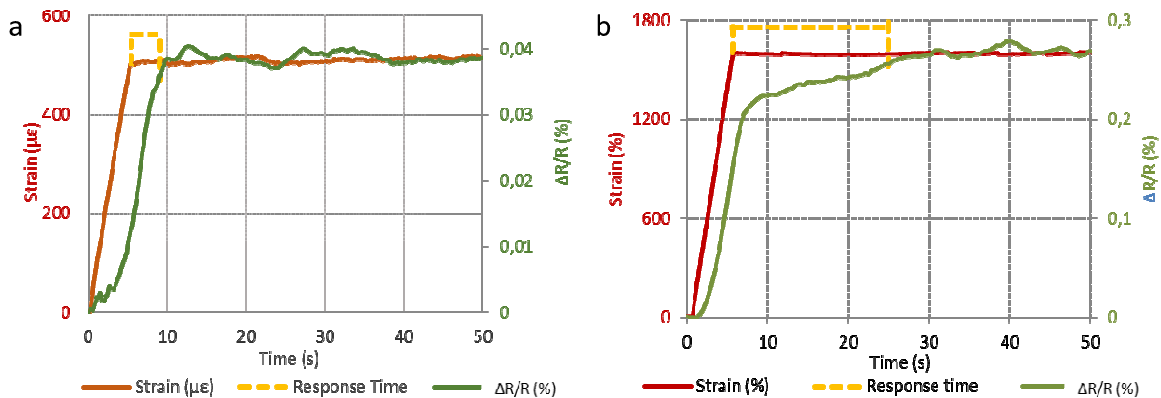 a
600
400
200
0
Strain (με)
0,04
0,03
0,02
0,01
0
ΔR/R (%)
0 10 20 30 40 50
Time (s)
Strain (με) Response Time ΔR/R (%)
b
1800
1200
600
0
Strain (%)
0,3
0,2
0,1
0
ΔR/R (%)
0 10 20 30 40 50
Time (s)
Strain (%) Response time ΔR/R (%)